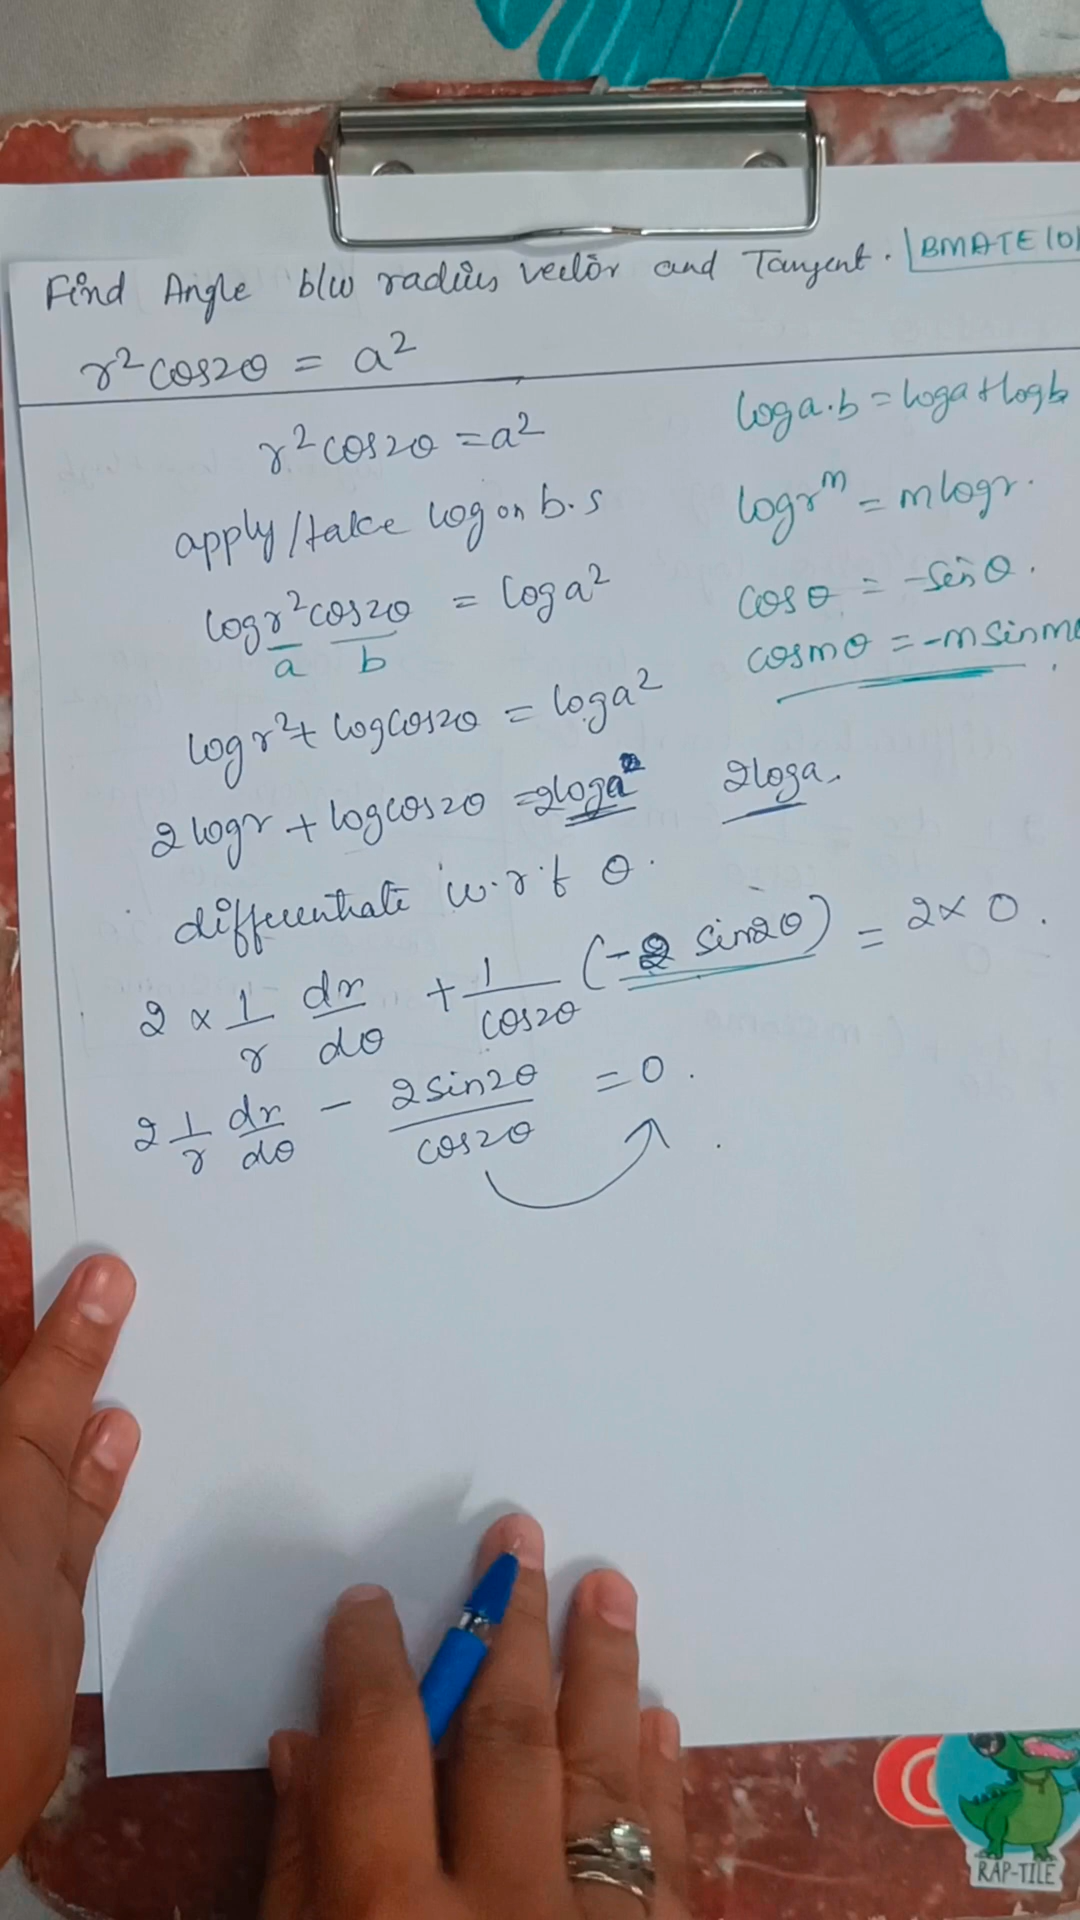 Find Angle b/w radius vector and Tangent. BMATE101
r²cos2θ = a²
r²cos2θ = a²
apply/take log on b.s
log r²cos2θ = log a²
a b
log r² + log cos2θ = log a²
2 log r + log cos2θ = 2 log a
differentiate w.r.t θ.
2 × 1/r dr/dθ + 1/cos2θ (-2 sin2θ) = 2 × 0.
2 1/r dr/dθ - 2sin2θ/cos2θ = 0.
log a.b = log a + log b
log r^m = m log r.
cos θ = -sin θ.
cos mθ = -m sin mθ
2 log a.
RAP-TILE